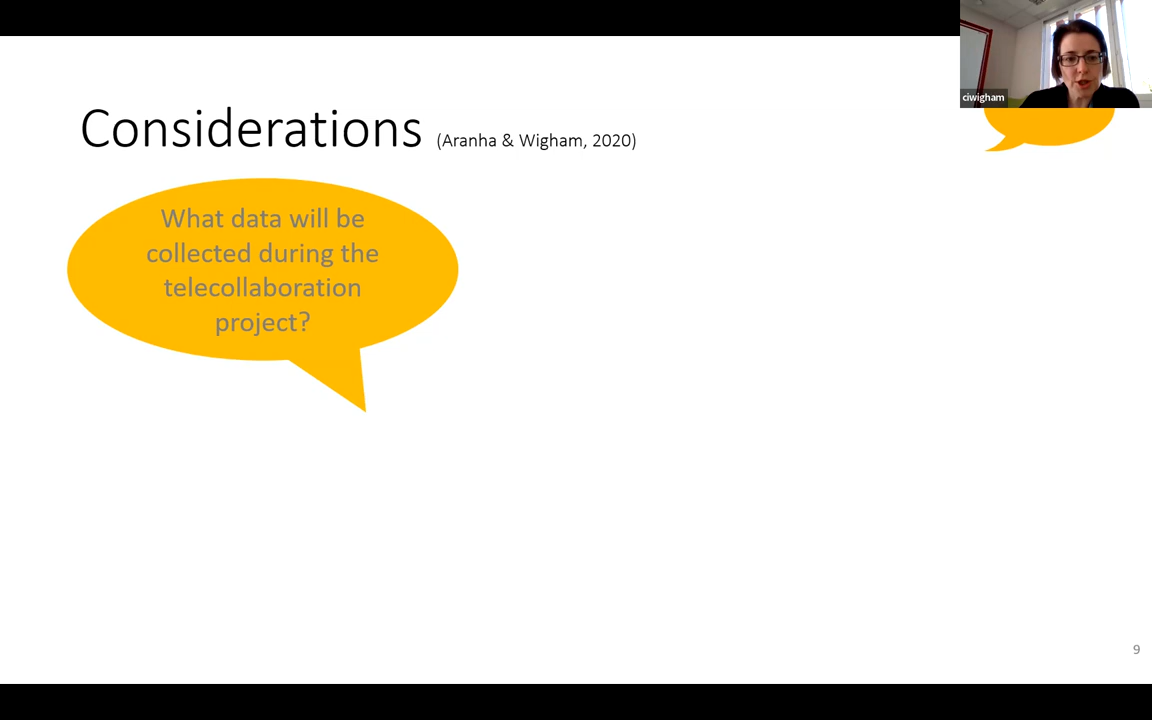 ciwigham
Considerations (Aranha & Wigham, 2020)
What data will be
collected during the
telecollaboration
project?
9